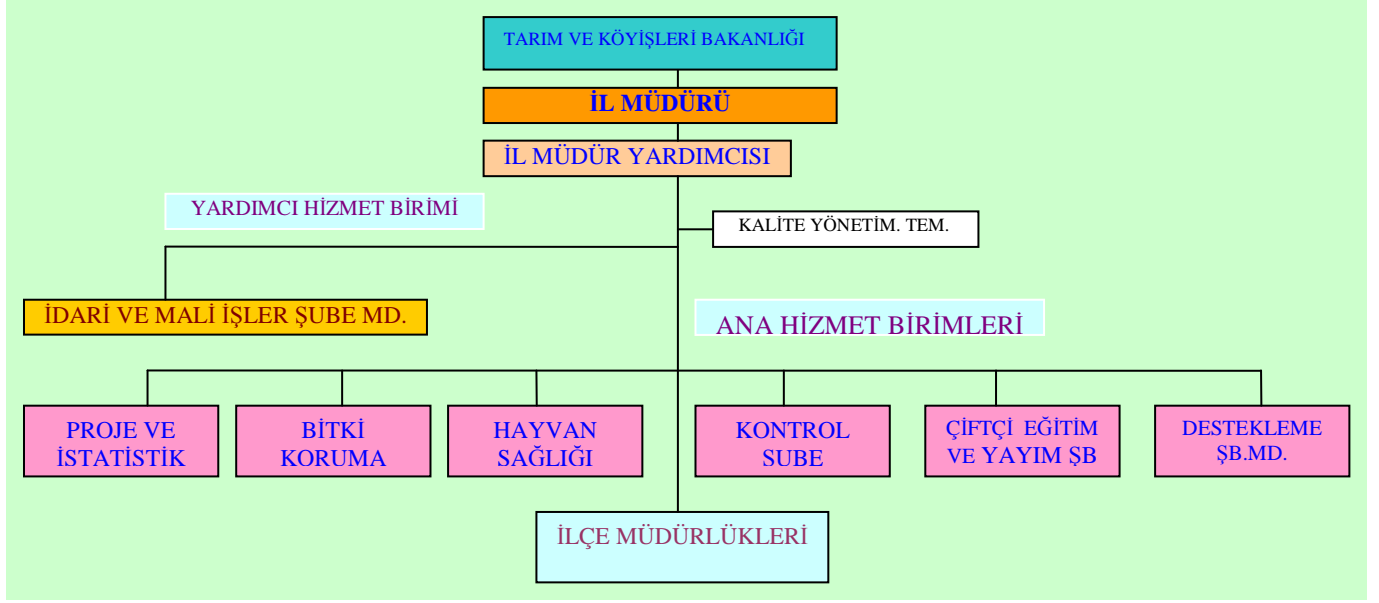 TARIM VE KÖYİŞLERİ BAKANLIĞI
İL MÜDÜRÜ
İL MÜDÜR YARDIMCISI
YARDIMCI HİZMET BİRİMİ
KALİTE YÖNETİM. TEM.
İDARİ VE MALİ İŞLER ŞUBE MD.
ANA HİZMET BİRİMLERİ
PROJE VE
İSTATİSTİK
BİTKİ
KORUMA
HAYVAN
SAĞLIĞI
KONTROL
SUBE
ÇİFTÇİ EĞİTİM
VE YAYIM ŞB
DESTEKLEME
ŞB.MD.
İLÇE MÜDÜRLÜKLERİ